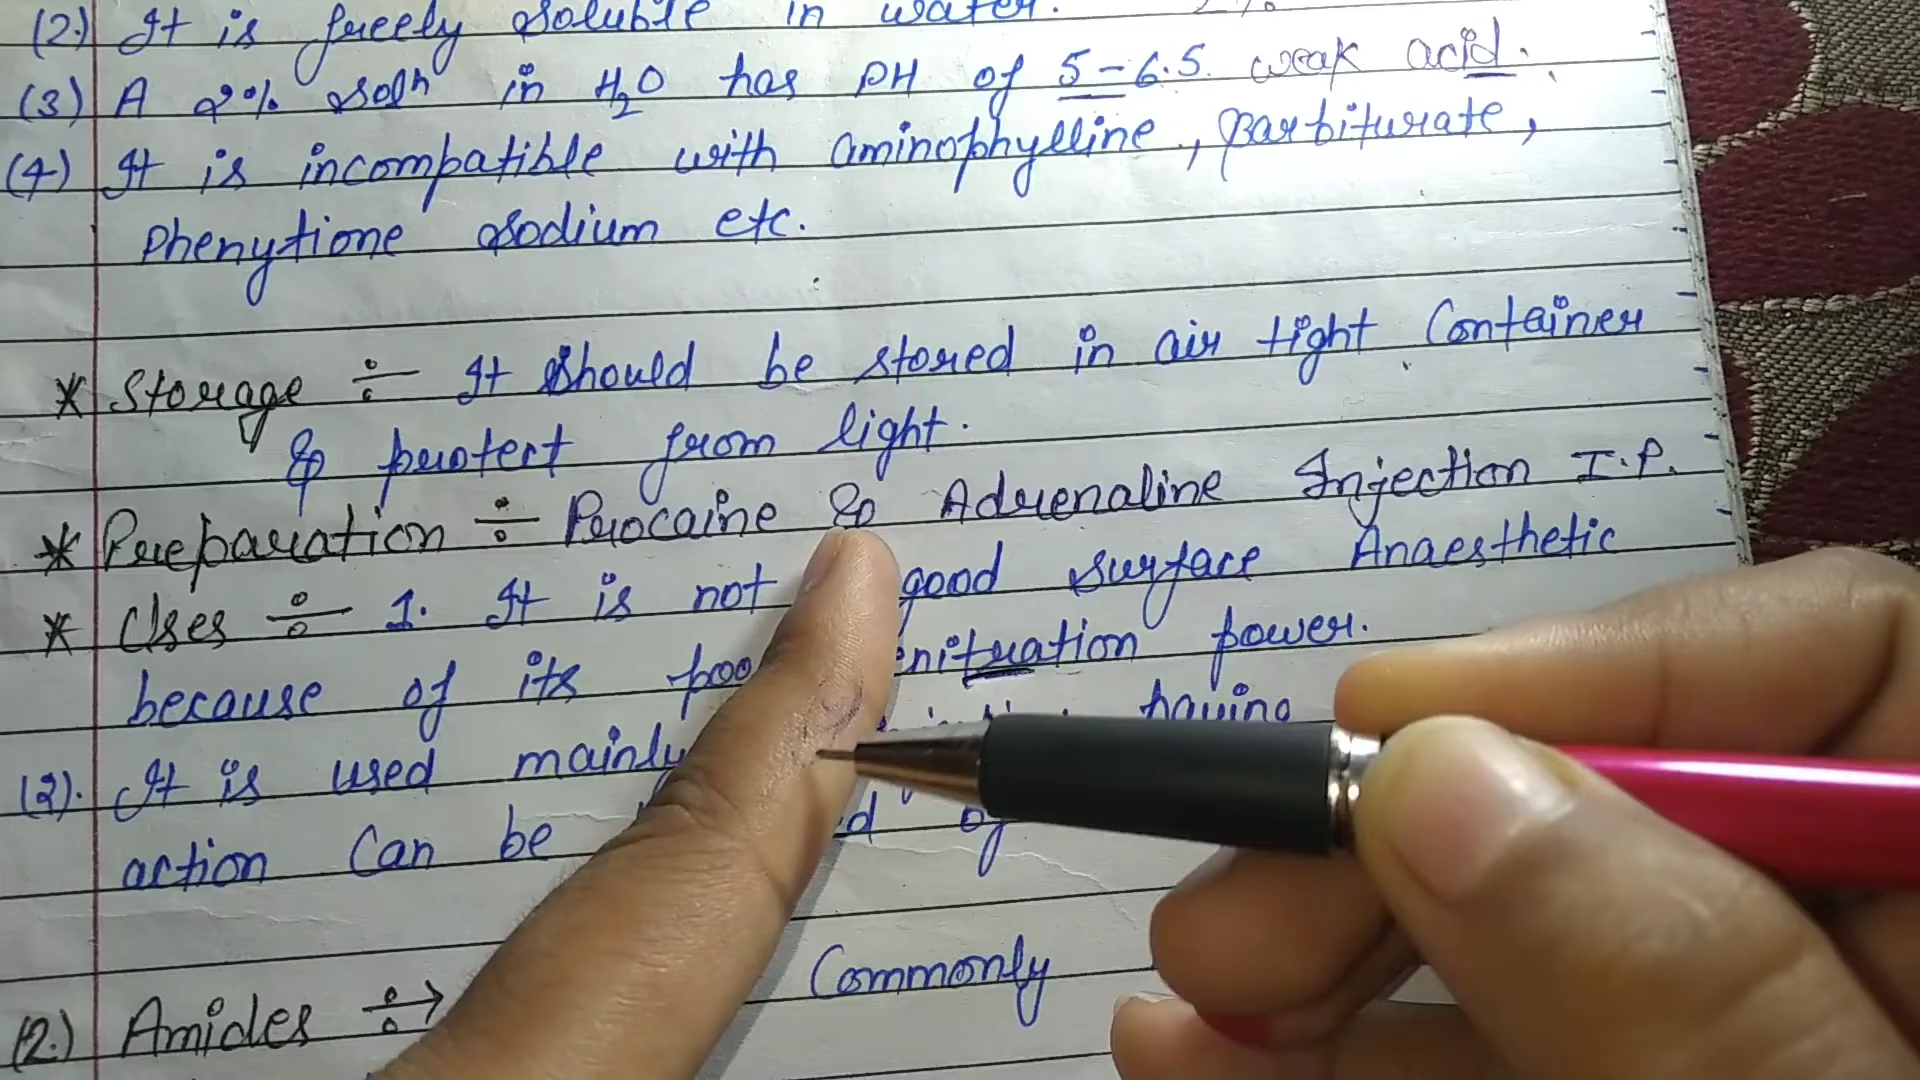 (2.) It is freely soluble in water.
(3) A 2% soln in H2O has PH of 5-6.5. weak acid.
(4) It is incompatible with aminophylline, barbiturate,
Phenytione sodium etc.
* Storage ÷ It Should be stored in air tight Container
& protect from light.
* Preparation ÷ Procaine & Adrenaline Injection I.P.
* Uses ÷ 1. It is not good surface Anaesthetic
because of its poo enituation power.
(2). It is used mainly having
action Can be d of
(2.) Amides ÷→ Commonly